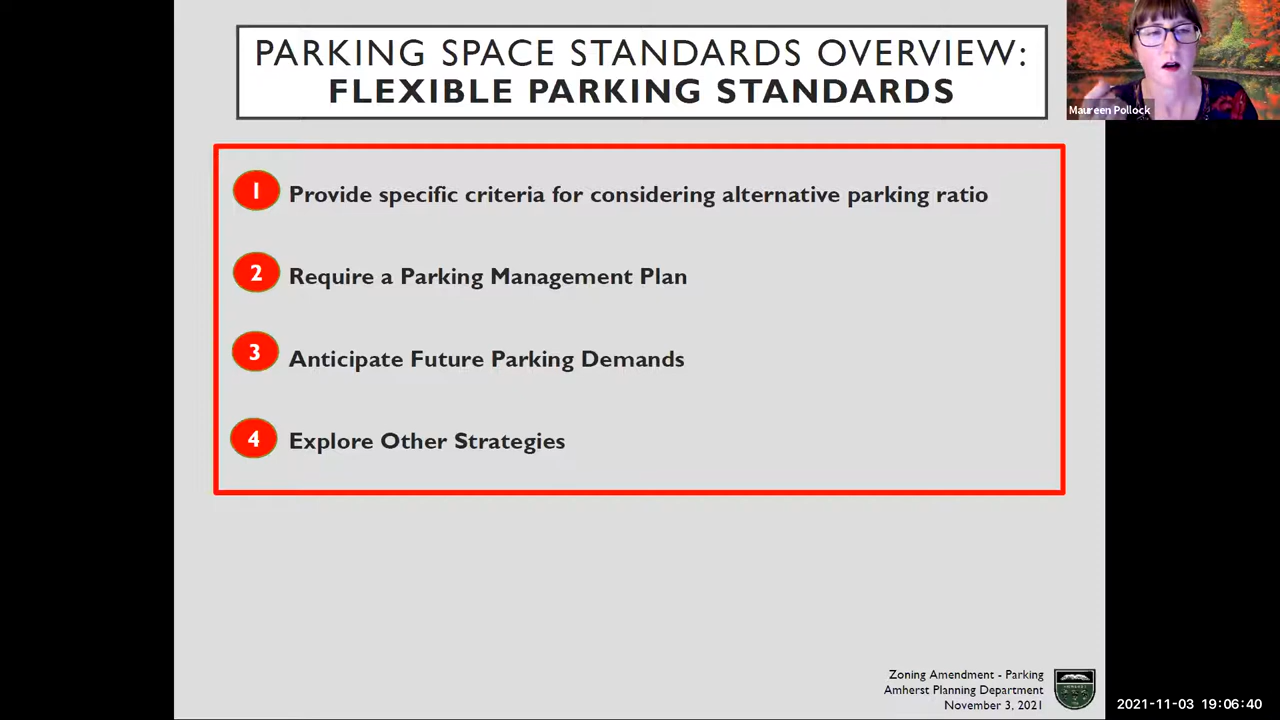 PARKING SPACE STANDARDS OVERVIEW:
FLEXIBLE PARKING STANDARDS
Maureen Pollock
1 Provide specific criteria for considering alternative parking ratio
2 Require a Parking Management Plan
3 Anticipate Future Parking Demands
4 Explore Other Strategies
Zoning Amendment - Parking
Amherst Planning Department
November 3, 2021
2021-11-03 19:06:40